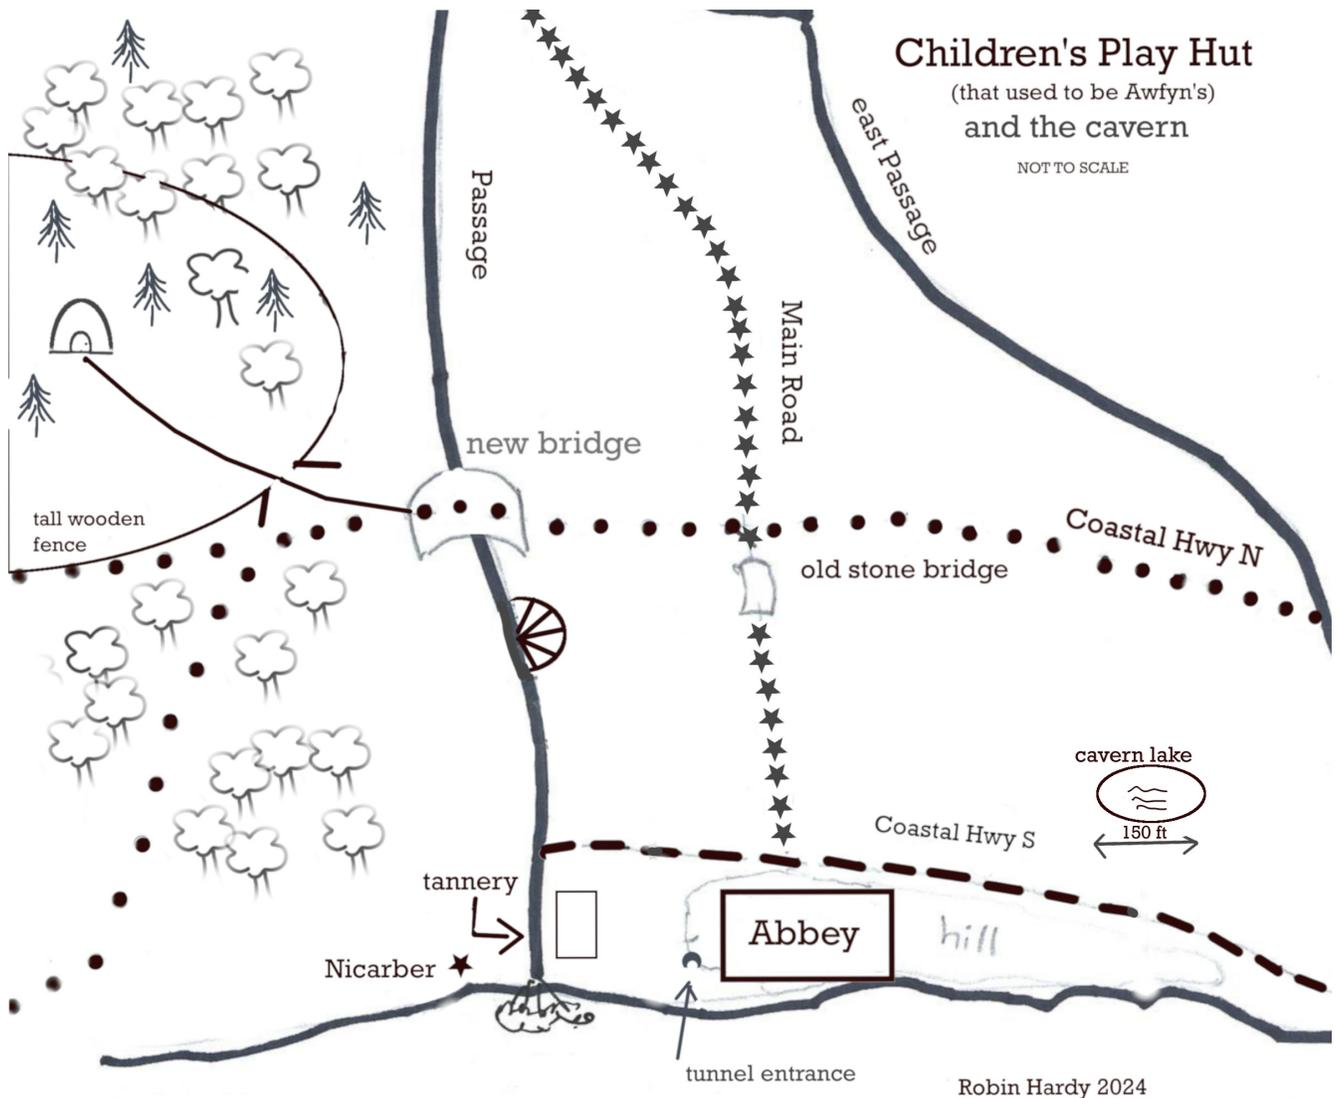 Children's Play Hut
(that used to be Awfyn's)
and the cavern
NOT TO SCALE
east Passage
Passage
Main Road
new bridge
tall wooden
fence
Coastal Hwy N
old stone bridge
cavern lake
150 ft
Coastal Hwy S
tannery
Abbey
hill
Nicarber
tunnel entrance
Robin Hardy 2024